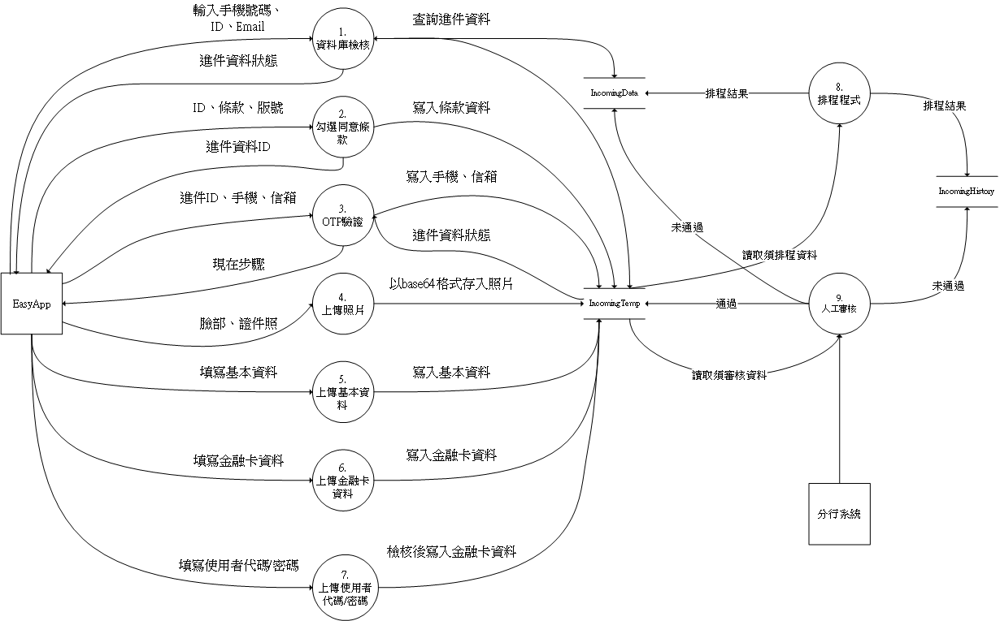 輸入手機號碼、
ID、Email
查詢進件資料
1.
資料庫檢核
進件資料狀態
IncomingData
排程結果
8.
排程程式
排程結果
ID、條款、版號
2.
勾選同意條
款
寫入條款資料
進件資料ID
寫入手機、信箱
進件ID、手機、信箱
3.
OTP驗證
IncomingHistory
進件資料狀態
未通過
讀取須排程資料
現在步驟
以base64格式存入照片
未通過
EasyApp
4.
上傳照片
IncomingTemp
通過
9.
人工審核
臉部、證件照
填寫基本資料
5.
上傳基本資
料
寫入基本資料
讀取須審核資料
填寫金融卡資料
6.
上傳金融卡
資料
寫入金融卡資料
分行系統
填寫使用者代碼/密碼
7.
上傳使用者
代碼/密碼
檢核後寫入金融卡資料